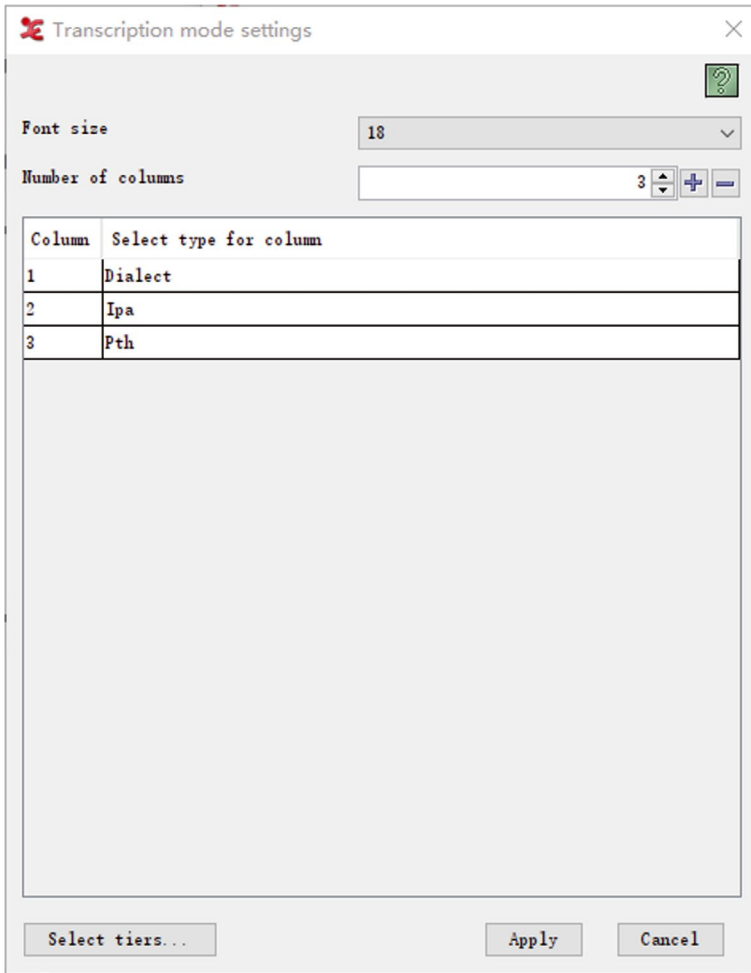 Transcription mode settings
Font size 18
Number of columns 3
Column Select type for column
1 Dialect
2 Ipa
3 Pth
Select tiers... Apply Cancel